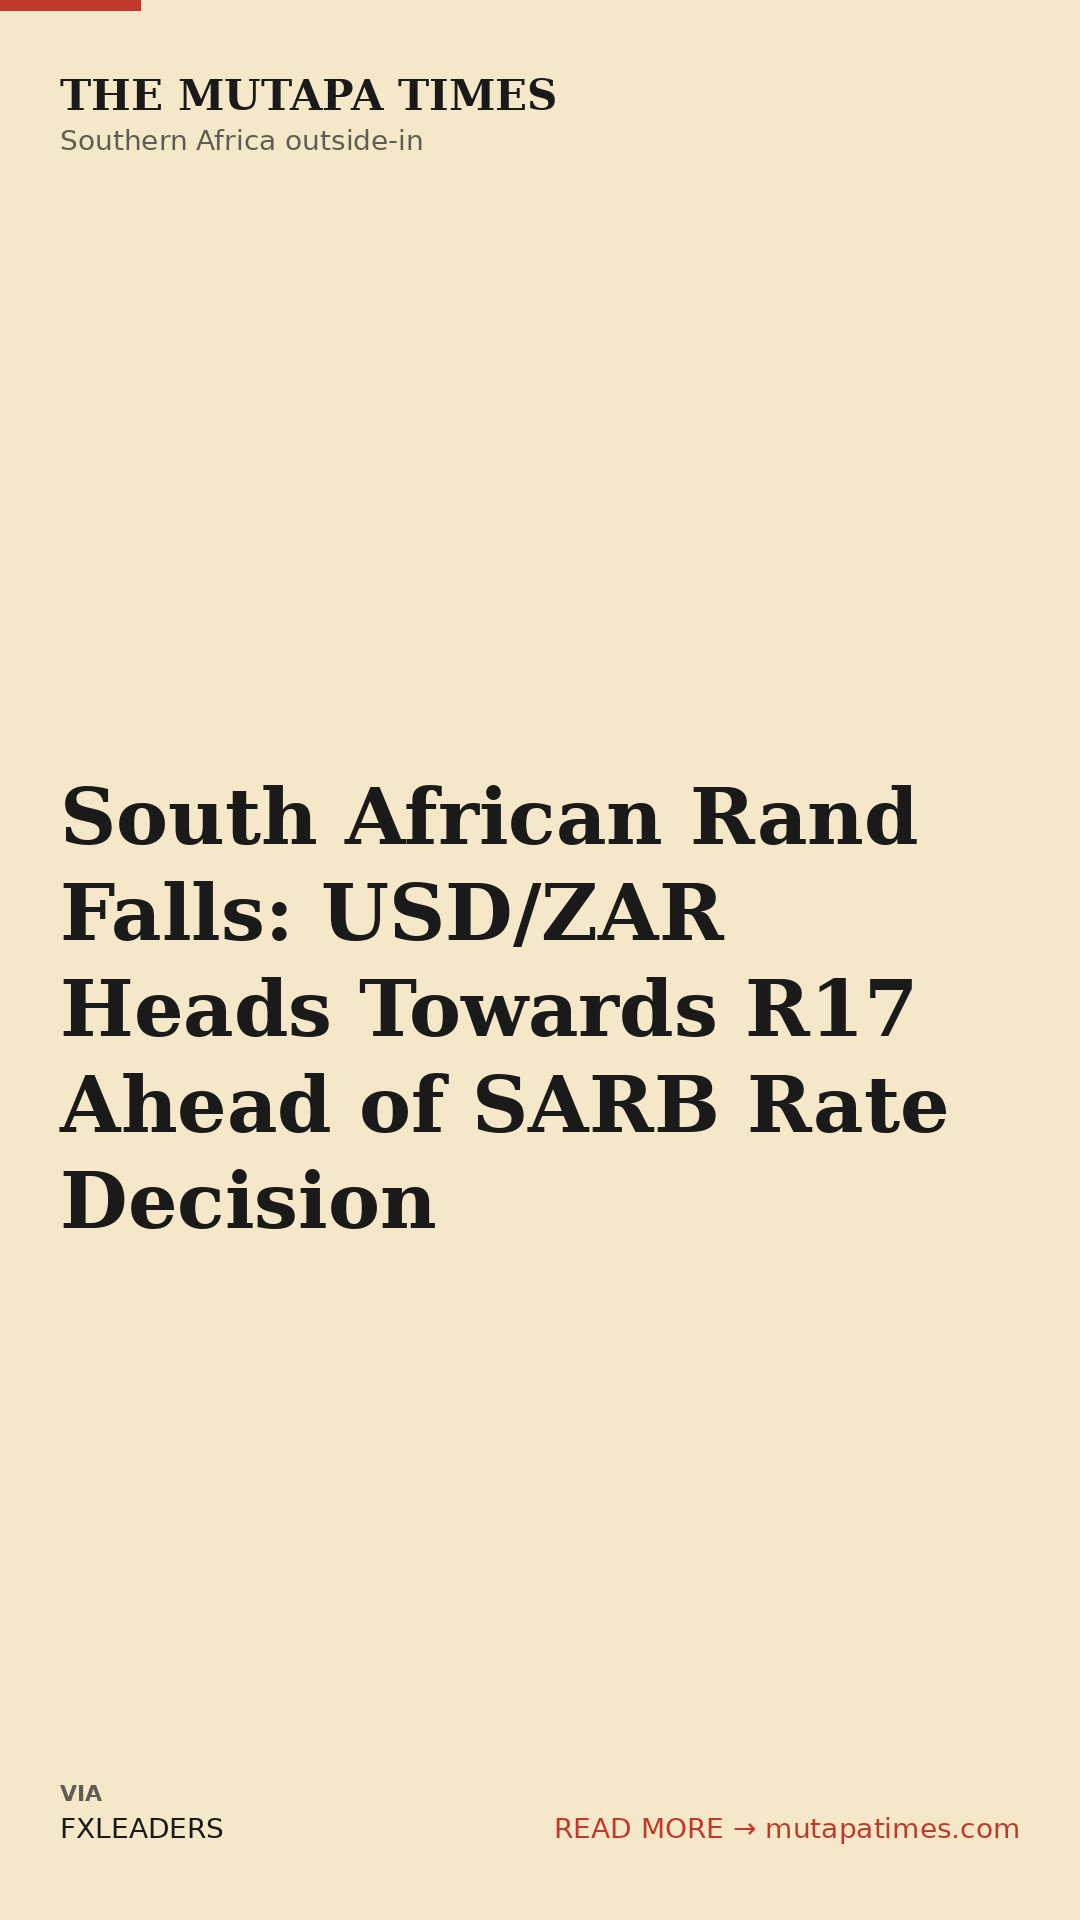 THE MUTAPA TIMES
Southern Africa outside-in
South African Rand
Falls: USD/ZAR
Heads Towards R17
Ahead of SARB Rate
Decision
VIA
FXLEADERS
READ MORE → mutapatimes.com